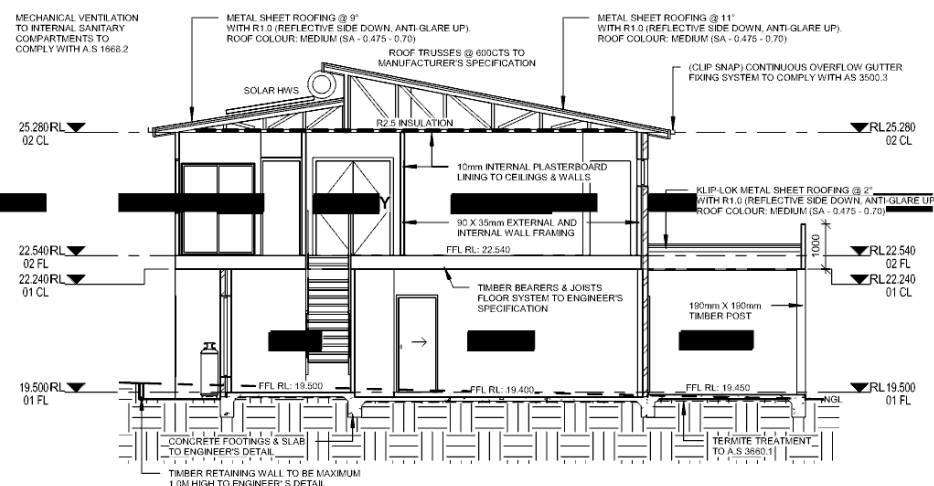 MECHANICAL VENTILATION
TO INTERNAL SANITARY
COMPARTMENTS TO
COMPLY WITH A.S 1668.2
METAL SHEET ROOFING @ 9°
WITH R1.0 (REFLECTIVE SIDE DOWN, ANTI-GLARE UP).
ROOF COLOUR: MEDIUM (SA - 0.475 - 0.70)
METAL SHEET ROOFING @ 11°
WITH R1.0 (REFLECTIVE SIDE DOWN, ANTI-GLARE UP).
ROOF COLOUR: MEDIUM (SA - 0.475 - 0.70)
ROOF TRUSSES @ 600CTS TO
MANUFACTURER'S SPECIFICATION
(CLIP SNAP) CONTINUOUS OVERFLOW GUTTER
FIXING SYSTEM TO COMPLY WITH AS 3500.3
SOLAR HWS
R2.5 INSULATION
25.280 RL
02 CL
RL 25.280
02 CL
10mm INTERNAL PLASTERBOARD
LINING TO CEILINGS & WALLS
KLIP-LOK METAL SHEET ROOFING @ 2°
WITH R1.0 (REFLECTIVE SIDE DOWN, ANTI-GLARE UP
ROOF COLOUR: MEDIUM (SA - 0.475 - 0.70)
Y
90 X 35mm EXTERNAL AND
INTERNAL WALL FRAMING
1000
FFL RL: 22.540
22.540 RL
02 FL
RL 22.540
02 FL
22.240 RL
01 CL
RL 22.240
01 CL
TIMBER BEARERS & JOISTS
FLOOR SYSTEM TO ENGINEER'S
SPECIFICATION
190mm X 190mm
TIMBER POST
19.500 RL
01 FL
FFL RL: 19.500
FFL RL: 19.400
FFL RL: 19.450
RL 19.500
01 FL
NGL
CONCRETE FOOTINGS & SLAB
TO ENGINEER'S DETAIL
TERMITE TREATMENT
TO A.S 3660.1
TIMBER RETAINING WALL TO BE MAXIMUM
1.0M HIGH TO ENGINEER'S DETAIL